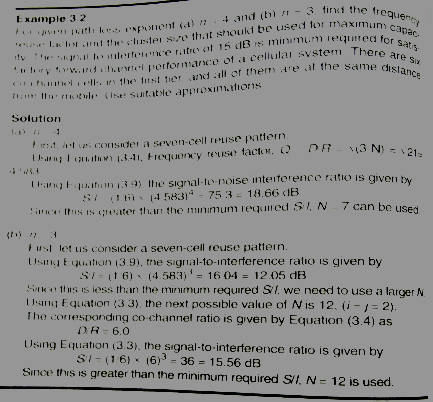 Example 3.2
For given path loss exponent (a) n = 4 and (b) n = 3, find the frequency
reuse factor and the cluster size that should be used for maximum capac-
ity. The signal to interference ratio of 15 dB is minimum required for satis-
factory forward channel performance of a cellular system. There are six
co-channel cells in the first tier, and all of them are at the same distance
from the mobile. Use suitable approximations.
Solution
(a) n = 4
First, let us consider a seven-cell reuse pattern.
Using Equation (3.4), Frequency reuse factor, Q = D/R = √(3 N) = √21 =
4.583
Using Equation (3.9), the signal-to-noise interference ratio is given by
S/I = (1/6) × (4.583)⁴ = 75.3 = 18.66 dB
Since this is greater than the minimum required S/I, N = 7 can be used.
(b) n = 3
First, let us consider a seven-cell reuse pattern.
Using Equation (3.9), the signal-to-interference ratio is given by
S/I = (1/6) × (4.583)³ = 16.04 = 12.05 dB
Since this is less than the minimum required S/I, we need to use a larger N.
Using Equation (3.3), the next possible value of N is 12, (i = j = 2).
The corresponding co-channel ratio is given by Equation (3.4) as
D/R = 6.0
Using Equation (3.3), the signal-to-interference ratio is given by
S/I = (1/6) × (6)³ = 36 = 15.56 dB
Since this is greater than the minimum required S/I, N = 12 is used.